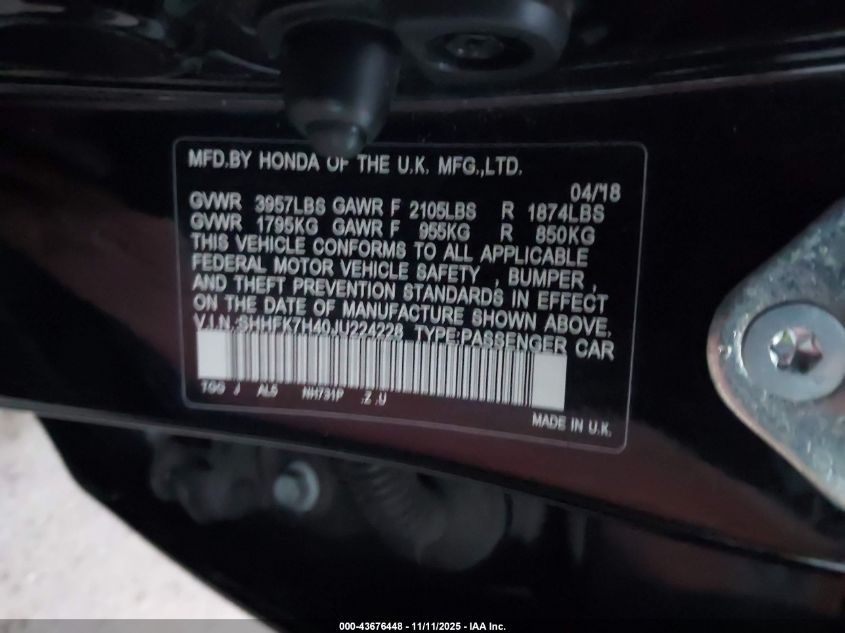 MFD.BY HONDA OF THE U.K. MFG.,LTD.
04/18
GVWR 3957LBS GAWR F 2105LBS R 1874LBS
GVWR 1795KG GAWR F 955KG R 850KG
THIS VEHICLE CONFORMS TO ALL APPLICABLE
FEDERAL MOTOR VEHICLE SAFETY , BUMPER ,
AND THEFT PREVENTION STANDARDS IN EFFECT
ON THE DATE OF MANUFACTURE SHOWN ABOVE.
V.I.N.SHHFK7H40JU224228 TYPE:PASSENGER CAR
TGG J AL5 NH731P .Z .U
MADE IN U.K.
000-43676448 - 11/11/2025 - IAA Inc.